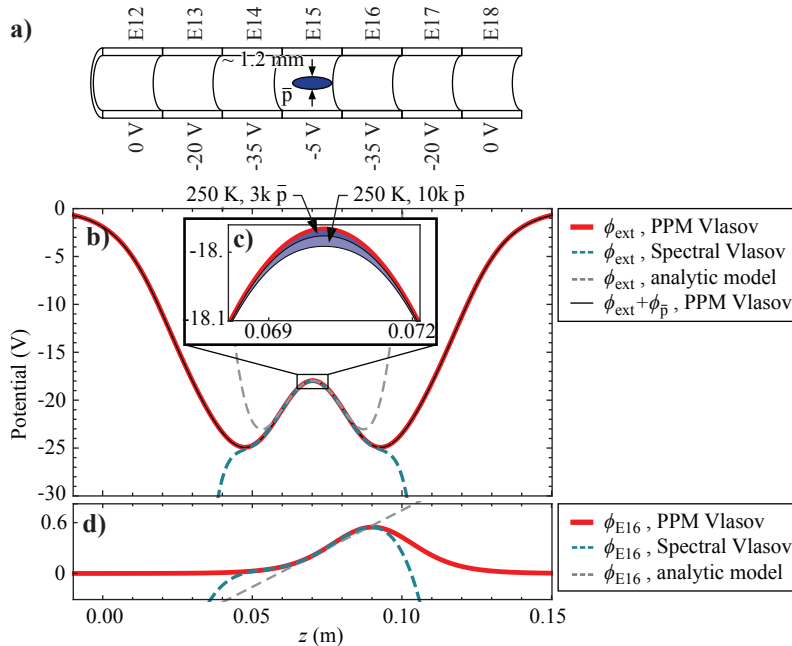 a)
E12 E13 E14 E15 E16 E17 E18
~ 1.2 mm
p̄
0 V -20 V -35 V -5 V -35 V -20 V 0 V
b)
0
-5
-10
-15
-20
-25
-30
Potential (V)
250 K, 3k p̄ 250 K, 10k p̄
c)
-18.
-18.1
0.069 0.072
ϕext , PPM Vlasov
ϕext , Spectral Vlasov
ϕext , analytic model
ϕext+ϕp̄ , PPM Vlasov
d)
0.6
0
0.00 0.05 0.10 0.15
z (m)
ϕE16 , PPM Vlasov
ϕE16 , Spectral Vlasov
ϕE16 , analytic model